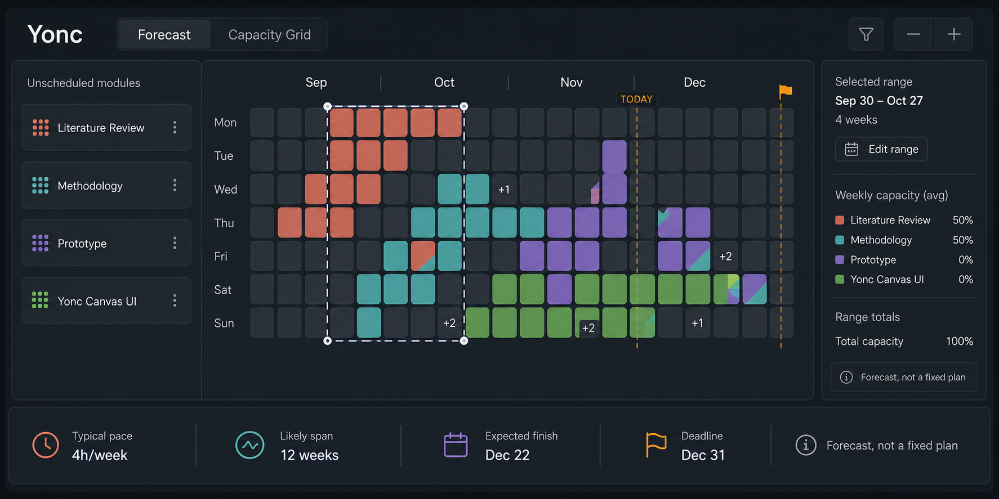 Yonc
Forecast
Capacity Grid
Unscheduled modules
Literature Review
Methodology
Prototype
Yonc Canvas UI
Sep
Oct
Nov
Dec
TODAY
Mon
Tue
Wed
+1
Thu
Fri
+2
Sat
Sun
+2
+2
+1
Selected range
Sep 30 – Oct 27
4 weeks
Edit range
Weekly capacity (avg)
Literature Review 50%
Methodology 50%
Prototype 0%
Yonc Canvas UI 0%
Range totals
Total capacity 100%
Forecast, not a fixed plan
Typical pace
4h/week
Likely span
12 weeks
Expected finish
Dec 22
Deadline
Dec 31
Forecast, not a fixed plan